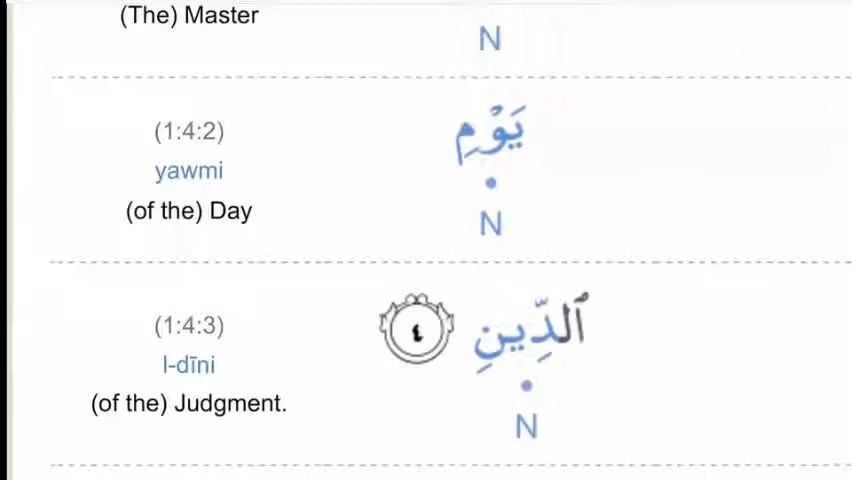 (The) Master
N
(1:4:2)
يَوْمِ
yawmi
(of the) Day
N
(1:4:3)
ٱلدِّينِ ٤
l-dīni
(of the) Judgment.
N